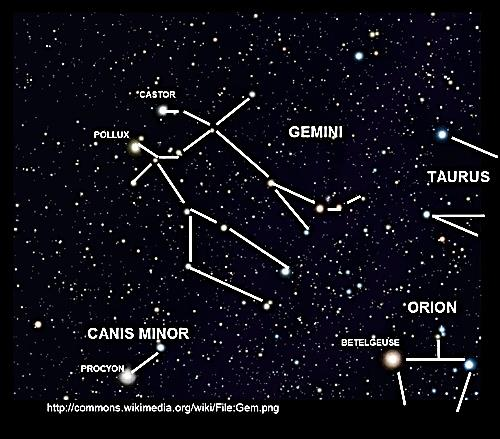 CASTOR
POLLUX
GEMINI
TAURUS
ORION
CANIS MINOR
BETELGEUSE
PROCYON
http://commons.wikimedia.org/wiki/File:Gem.png